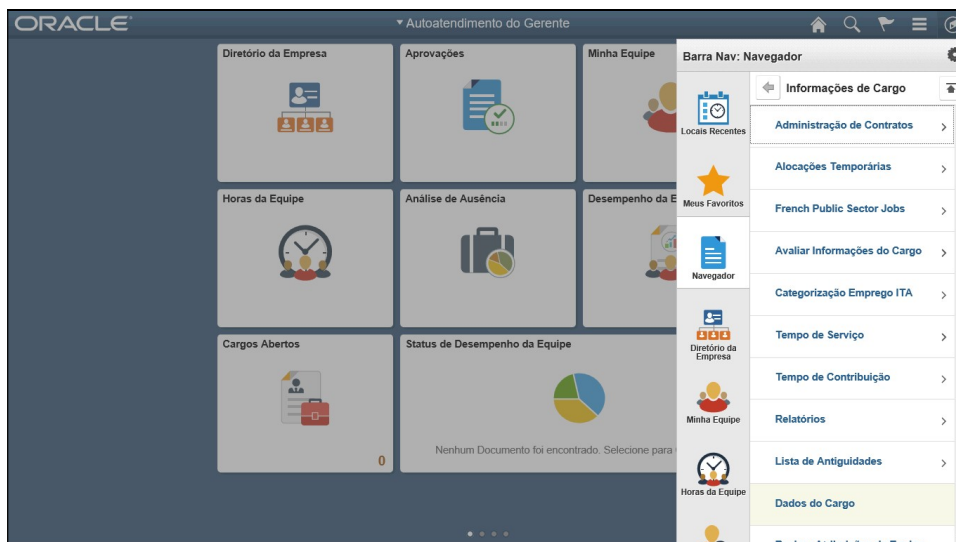 ORACLE
Autoatendimento do Gerente
Diretório da Empresa
Aprovações
Minha Equipe
Horas da Equipe
Análise de Ausência
Desempenho da E
Cargos Abertos
0
Status de Desempenho da Equipe
Nenhum Documento foi encontrado. Selecione para
Barra Nav: Navegador
Locais Recentes
Meus Favoritos
Navegador
Diretório da
Empresa
Minha Equipe
Horas da Equipe
Informações de Cargo
Administração de Contratos
Alocações Temporárias
French Public Sector Jobs
Avaliar Informações do Cargo
Categorização Emprego ITA
Tempo de Serviço
Tempo de Contribuição
Relatórios
Lista de Antiguidades
Dados do Cargo